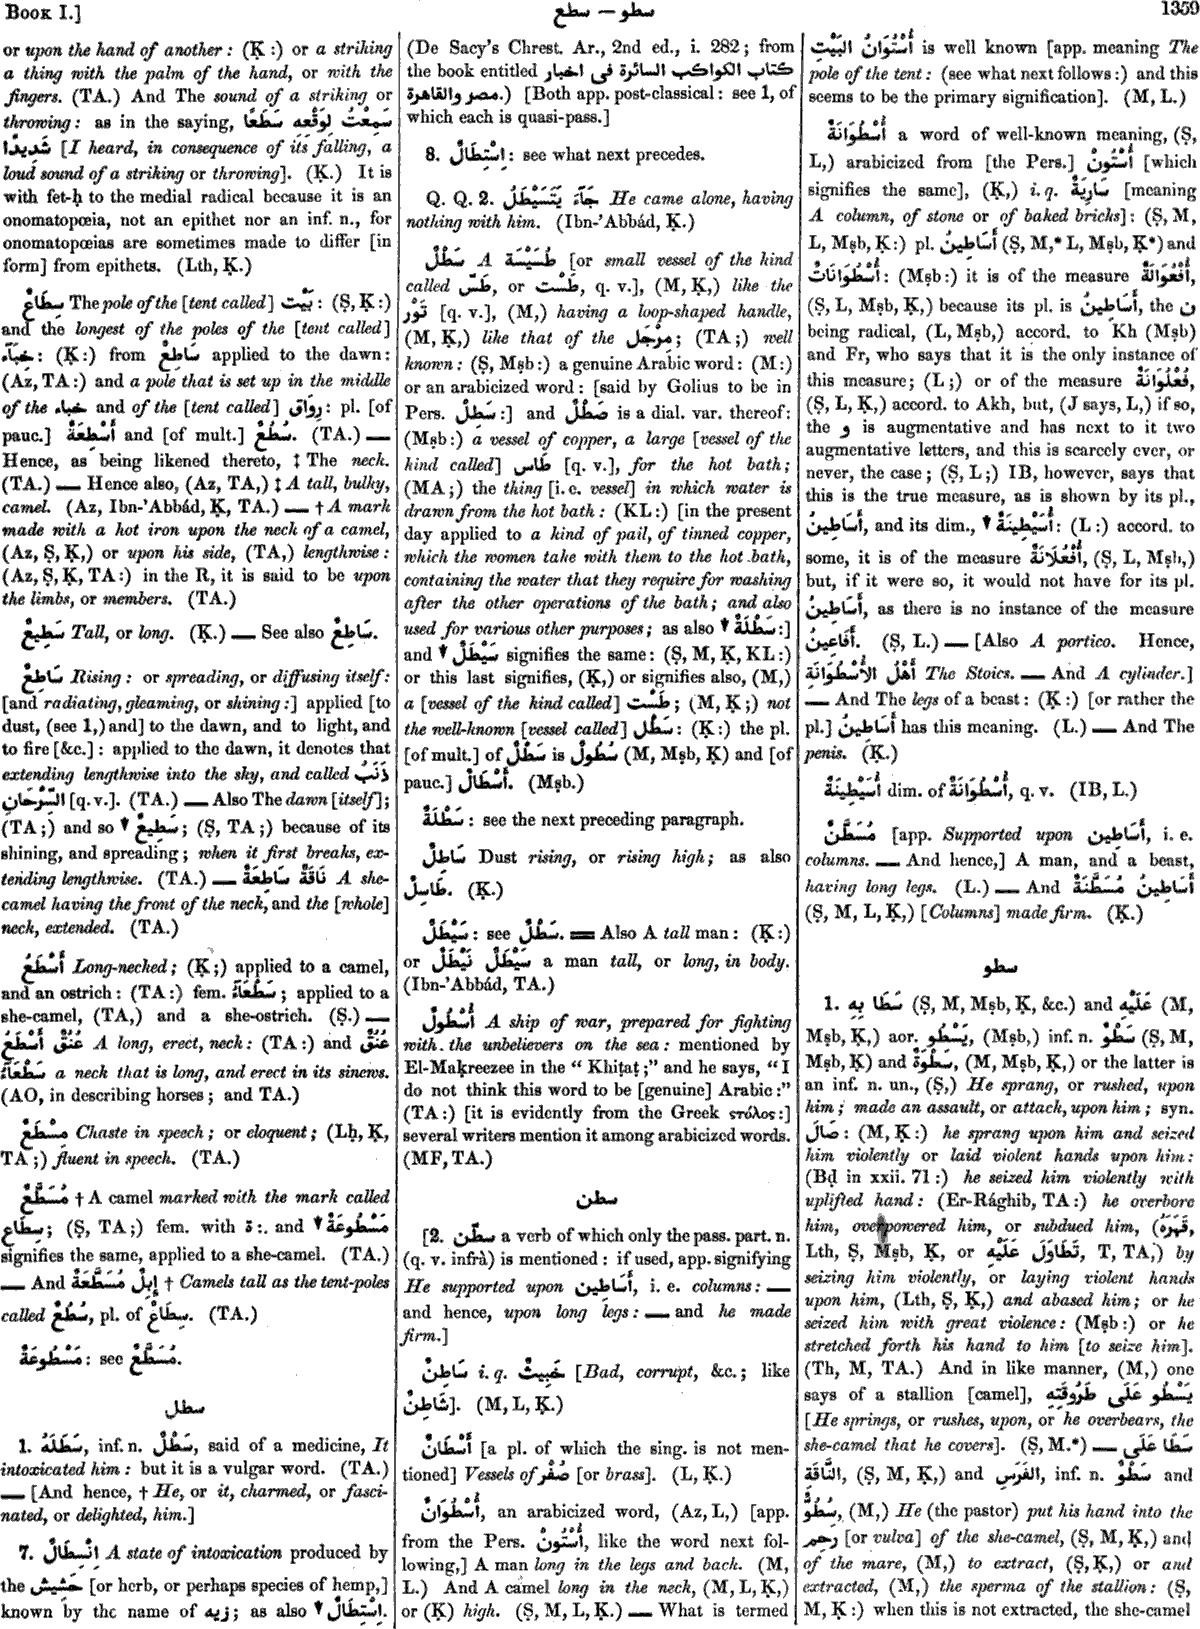 Book I.]
سطو — سطع
1359
or upon the hand of another: (Ḳ:) or a striking
a thing with the palm of the hand, or with the
fingers. (TA.) And The sound of a striking or
throwing: as in the saying, سَمِعْتُ لِوَقْعِهِ سَطَعًا
شَدِيدًا [I heard, in consequence of its falling, a
loud sound of a striking or throwing]. (Ḳ.) It is
with fet-ḥ to the medial radical because it is an
onomatopœia, not an epithet nor an inf. n., for
onomatopœias are sometimes made to differ [in
form] from epithets. (Lth, Ḳ.)
سِطَاعٌ The pole of the [tent called] بَيْت: (Ṣ, Ḳ:)
and the longest of the poles of the [tent called]
خِبَآء: (Ḳ:) from سَاطِعٌ applied to the dawn:
(Az, TA:) and a pole that is set up in the middle
of the خباء and of the [tent called] رِوَاق: pl. [of
pauc.] أَسْطِعَةٌ and [of mult.] سُطُعٌ. (TA.) —
Hence, as being likened thereto, ‡ The neck.
(TA.) — Hence also, (Az, TA,) ‡ A tall, bulky,
camel. (Az, Ibn-'Abbád, Ḳ, TA.) — † A mark
made with a hot iron upon the neck of a camel,
(Az, Ṣ, Ḳ,) or upon his side, (TA,) lengthwise:
(Az, Ṣ, Ḳ, TA:) in the R, it is said to be upon
the limbs, or members. (TA.)
سَطِيعٌ Tall, or long. (Ḳ.) — See also سَاطِعٌ.
سَاطِعٌ Rising: or spreading, or diffusing itself:
[and radiating, gleaming, or shining:] applied [to
dust, (see 1,) and] to the dawn, and to light, and
to fire [&c.]: applied to the dawn, it denotes that
extending lengthwise into the sky, and called ذَنَبُ
السِّرْحَانِ [q. v.]. (TA.) — Also The dawn [itself];
(TA;) and so ▼ سَطِيعٌ; (Ṣ, TA;) because of its
shining, and spreading; when it first breaks, ex-
tending lengthwise. (TA.) — نَاقَةٌ سَاطِعَةٌ A she-
camel having the front of the neck, and the [whole]
neck, extended. (TA.)
أَسْطَعُ Long-necked; (Ḳ;) applied to a camel,
and an ostrich: (TA:) fem. سَطْعَآءُ; applied to a
she-camel, (TA,) and a she-ostrich. (Ṣ.) —
عُنُقٌ أَسْطَعُ A long, erect, neck: (TA:) and عُنُقٌ
سَطْعَآءُ a neck that is long, and erect in its sinews.
(AO, in describing horses; and TA.)
مِسْطَعٌ Chaste in speech; or eloquent; (Lḥ, Ḳ,
TA;) fluent in speech. (TA.)
مُسَطَّعٌ † A camel marked with the mark called
سِطَاع; (Ṣ, TA;) fem. with ة:. and ▼ مَسْطُوعَةٌ
signifies the same, applied to a she-camel. (TA.)
— And إِبِلٌ مُسَطَّعَةٌ † Camels tall as the tent-poles
called سُطُعٌ, pl. of سِطَاعٌ. (TA.)
مَسْطُوعَةٌ: see مُسَطَّعٌ.
سطل
1. سَطَلَهُ, inf. n. سَطْلٌ, said of a medicine, It
intoxicated him: but it is a vulgar word. (TA.)
— [And hence, † He, or it, charmed, or fasci-
nated, or delighted, him.]
7. اِنْسِطَالٌ A state of intoxication produced by
the حَشِيش [or herb, or perhaps species of hemp,]
known by the name of زيه; as also ▼ اِسْتِطَالٌ.
(De Sacy's Chrest. Ar., 2nd ed., i. 282; from
the book entitled كتاب الكواكب السائرة فى اخبار
مصر والقاهرة.) [Both app. post-classical: see 1, of
which each is quasi-pass.]
8. اِسْتِطَالٌ: see what next precedes.
Q. Q. 2. جَآءَ يَتَسَيْطَلُ He came alone, having
nothing with him. (Ibn-'Abbád, Ḳ.)
سَطْلٌ A طُسَيْسَة [or small vessel of the kind
called طَسّ, or طَسْت, q. v.], (M, Ḳ,) like the
تَوْر [q. v.], (M,) having a loop-shaped handle,
(M, Ḳ,) like that of the مِرْجَل; (TA;) well
known: (Ṣ, Mṣb:) a genuine Arabic word: (M:)
or an arabicized word: [said by Golius to be in
Pers. سَطِلْ:] and صَطْلٌ is a dial. var. thereof:
(Mṣb:) a vessel of copper, a large [vessel of the
kind called] طَاس [q. v.], for the hot bath;
(MA;) the thing [i. e. vessel] in which water is
drawn from the hot bath: (KL:) [in the present
day applied to a kind of pail, of tinned copper,
which the women take with them to the hot bath,
containing the water that they require for washing
after the other operations of the bath; and also
used for various other purposes; as also ▼ سَطْلَةٌ:]
and ▼ سَيْطَلٌ signifies the same: (Ṣ, M, Ḳ, KL:)
or this last signifies, (Ḳ,) or signifies also, (M,)
a [vessel of the kind called] طَسْت; (M, Ḳ;) not
the well-known [vessel called] سَطْل: (Ḳ:) the pl.
[of mult.] of سَطْلٌ is سُطُولٌ (M, Mṣb, Ḳ) and [of
pauc.] أَسْطَالٌ. (Mṣb.)
سَطْلَةٌ: see the next preceding paragraph.
سَاطِلٌ Dust rising, or rising high; as also
طَاسِلٌ. (Ḳ.)
سَيْطَلٌ: see سَطْلٌ. = Also A tall man: (Ḳ:)
or سَيْطَلٌ نَيْطَلٌ a man tall, or long, in body.
(Ibn-'Abbád, TA.)
أُسْطُولٌ A ship of war, prepared for fighting
with the unbelievers on the sea: mentioned by
El-Maḳreezee in the "Khiṭaṭ;" and he says, "I
do not think this word to be [genuine] Arabic:"
(TA:) [it is evidently from the Greek στόλος:]
several writers mention it among arabicized words.
(MF, TA.)
سطن
[2. سطّن a verb of which only the pass. part. n.
(q. v. infrà) is mentioned: if used, app. signifying
He supported upon أَسَاطِين, i. e. columns: —
and hence, upon long legs: — and he made
firm.]
سَاطِنٌ i. q. خَبِيثٌ [Bad, corrupt, &c.; like
شَاطِنٌ]. (M, L, Ḳ.)
أَسْطَانٌ [a pl. of which the sing. is not men-
tioned] Vessels of صُفْر [or brass]. (L, Ḳ.)
أُسْطُوَانٌ, an arabicized word, (Az, L,) [app.
from the Pers. أُسْتُونْ, like the word next fol-
lowing,] A man long in the legs and back. (M,
L.) And A camel long in the neck, (M, L, Ḳ,)
or (Ḳ) high. (Ṣ, M, L, Ḳ.) — What is termed
أُسْتُوَانُ البَيْتِ is well known [app. meaning The
pole of the tent: (see what next follows:) and this
seems to be the primary signification]. (M, L.)
أُسْطُوَانَةٌ a word of well-known meaning, (Ṣ,
L,) arabicized from [the Pers.] أُسْتُونْ [which
signifies the same], (Ḳ,) i. q. سَارِيَةٌ [meaning
A column, of stone or of baked bricks]: (Ṣ, M,
L, Mṣb, Ḳ:) pl. أَسَاطِينُ (Ṣ, M,* L, Mṣb, Ḳ*) and
أُسْطُوَانَاتٌ: (Mṣb:) it is of the measure أُفْعُوَالَةٌ,
(Ṣ, L, Mṣb, Ḳ,) because its pl. is أَسَاطِينُ, the ن
being radical, (L, Mṣb,) accord. to Kh (Mṣb)
and Fr, who says that it is the only instance of
this measure; (L;) or of the measure فُعْلُوَانَةٌ,
(Ṣ, L, Ḳ,) accord. to Akh, but, (J says, L,) if so,
the و is augmentative and has next to it two
augmentative letters, and this is scarcely ever, or
never, the case; (Ṣ, L;) IB, however, says that
this is the true measure, as is shown by its pl.,
أَسَاطِينُ, and its dim., ▼ أُسَيْطِينَةٌ: (L:) accord. to
some, it is of the measure أُفْعُلَانَةٌ, (Ṣ, L, Mṣb,)
but, if it were so, it would not have for its pl.
أَسَاطِينُ, as there is no instance of the measure
أَفَاعِينُ. (Ṣ, L.) — [Also A portico. Hence,
أَهْلُ الأُسْطُوَانَةِ The Stoics. — And A cylinder.]
— And The legs of a beast: (Ḳ:) [or rather the
pl.] أَسَاطِينُ has this meaning. (L.) — And The
penis. (Ḳ.)
أُسَيْطِينَةٌ dim. of أُسْطُوَانَةٌ, q. v. (IB, L.)
مُسَطَّنٌ [app. Supported upon أَسَاطِين, i. e.
columns. — And hence,] A man, and a beast,
having long legs. (L.) — And أَسَاطِينُ مُسَطَّنَةٌ
(Ṣ, M, L, Ḳ,) [Columns] made firm. (Ḳ.)
سطو
1. سَطَا بِهِ (Ṣ, M, Mṣb, Ḳ, &c.) and عَلَيْهِ (M,
Mṣb, Ḳ,) aor. يَسْطُو, (Mṣb,) inf. n. سَطْوٌ (Ṣ, M,
Mṣb, Ḳ) and سَطْوَةٌ, (M, Mṣb, Ḳ,) or the latter is
an inf. n. un., (Ṣ,) He sprang, or rushed, upon
him; made an assault, or attack, upon him; syn.
صَالَ: (M, Ḳ:) he sprang upon him and seized
him violently or laid violent hands upon him:
(Bḍ in xxii. 71:) he seized him violently with
uplifted hand: (Er-Rághib, TA:) he overbore
him, overpowered him, or subdued him, (قَهَرَهُ,
Lth, Ṣ, Mṣb, Ḳ, or تَطَاوَلَ عَلَيْهِ, T, TA,) by
seizing him violently, or laying violent hands
upon him, (Lth, Ṣ, Ḳ,) and abased him; or he
seized him with great violence: (Mṣb:) or he
stretched forth his hand to him [to seize him].
(Th, M, TA.) And in like manner, (M,) one
says of a stallion [camel], يَسْطُو عَلَى طَرُوقَتِهِ
[He springs, or rushes, upon, or he overbears, the
she-camel that he covers]. (Ṣ, M.*) — سَطَا عَلَى
النَّاقَةِ, (Ṣ, M, Ḳ,) and الفَرَسِ, inf. n. سَطْوٌ and
سُطُوٌّ, (M,) He (the pastor) put his hand into the
رحم [or vulva] of the she-camel, (Ṣ, M, Ḳ,) and
of the mare, (M,) to extract, (Ṣ, Ḳ,) or and
extracted, (M,) the sperma of the stallion: (Ṣ,
M, Ḳ:) when this is not extracted, the she-camel